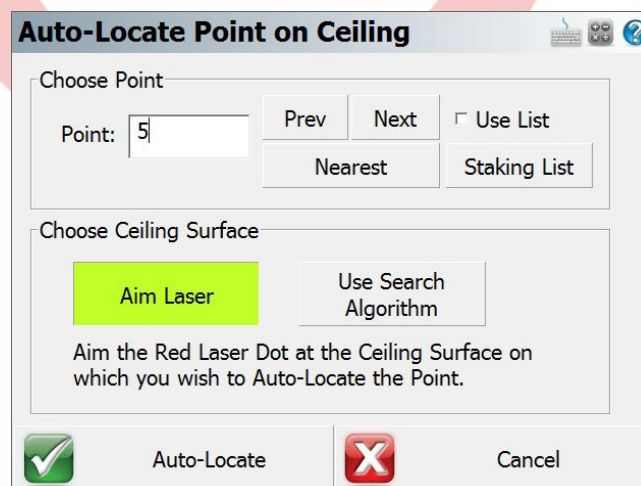 Auto-Locate Point on Ceiling
Choose Point
Point: 5 Prev Next Use List
Nearest Staking List
Choose Ceiling Surface
Aim Laser Use Search
Algorithm
Aim the Red Laser Dot at the Ceiling Surface on
which you wish to Auto-Locate the Point.
Auto-Locate Cancel